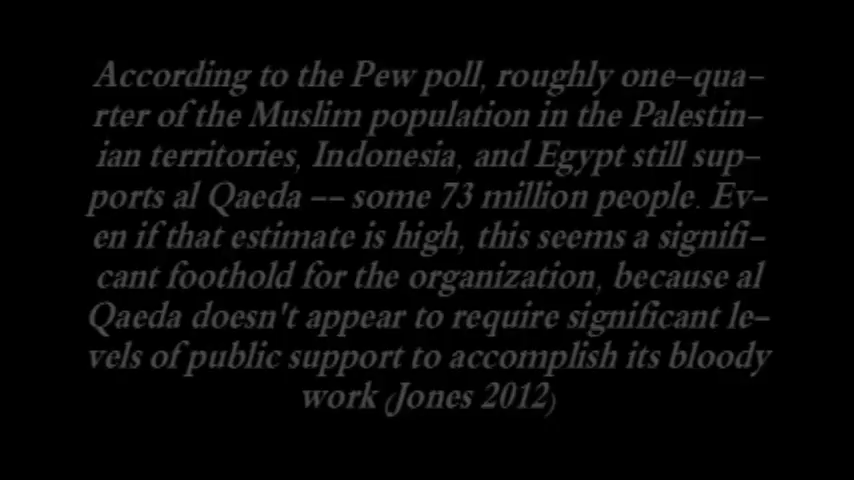 According to the Pew poll, roughly one-qua-
rter of the Muslim population in the Palestin-
ian territories, Indonesia, and Egypt still sup-
ports al Qaeda -- some 73 million people. Ev-
en if that estimate is high, this seems a signifi-
cant foothold for the organization, because al
Qaeda doesn't appear to require significant le-
vels of public support to accomplish its bloody
work (Jones 2012)